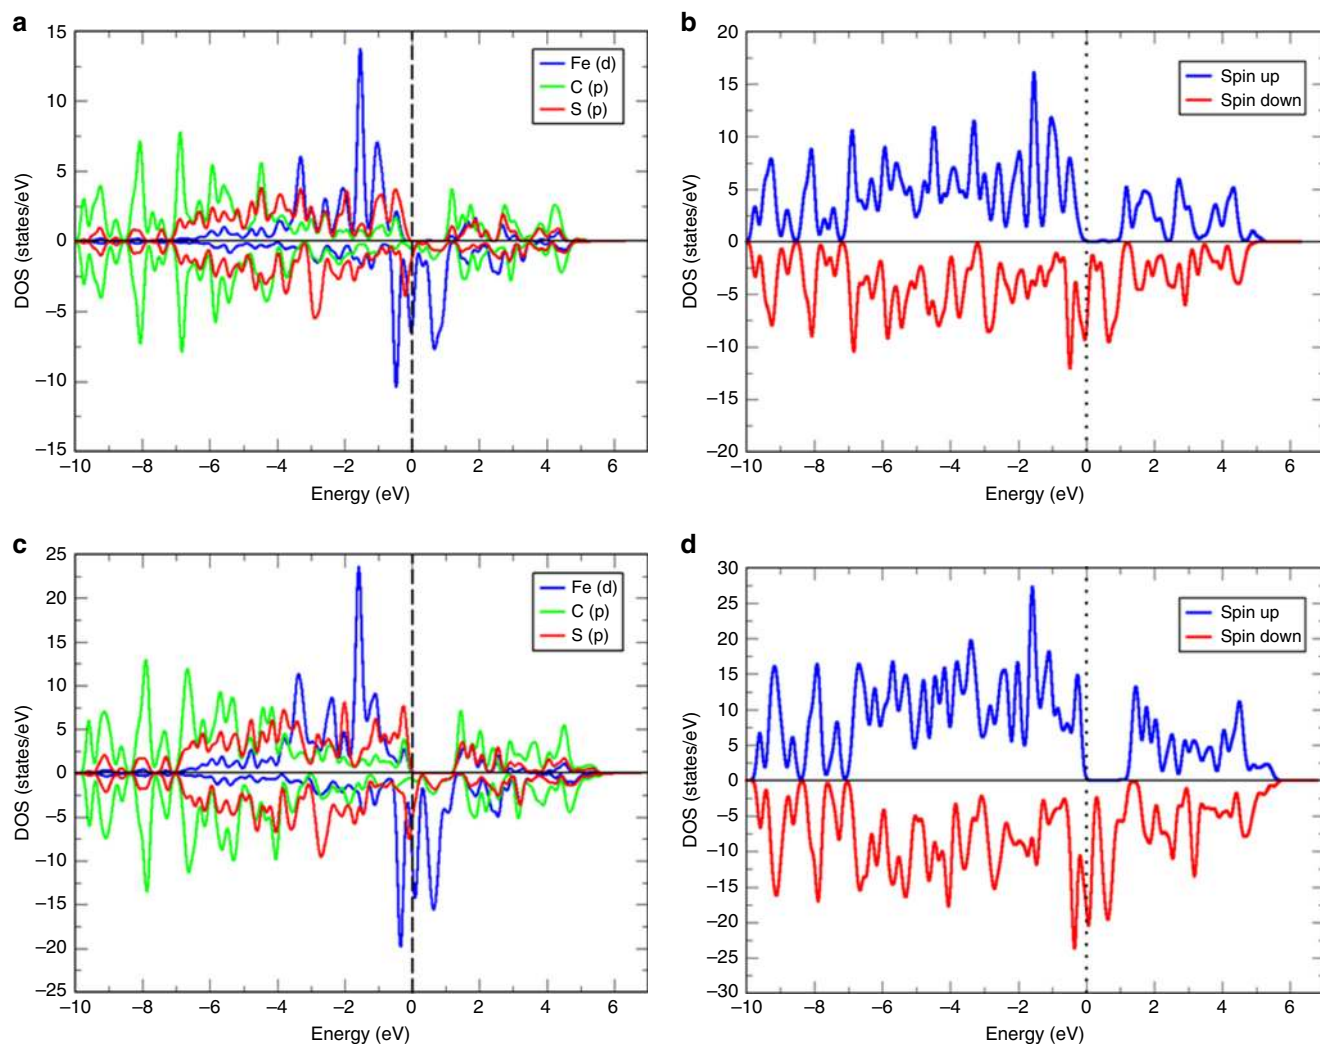 a
15
10
5
0
–5
–10
–15
–10 –8 –6 –4 –2 0 2 4 6
DOS (states/eV)
Energy (eV)
Fe (d)
C (p)
S (p)
b
20
15
10
5
0
–5
–10
–15
–20
–10 –8 –6 –4 –2 0 2 4 6
DOS (states/eV)
Energy (eV)
Spin up
Spin down
c
25
20
15
10
5
0
–5
–10
–15
–20
–25
–10 –8 –6 –4 –2 0 2 4 6
DOS (states/eV)
Energy (eV)
Fe (d)
C (p)
S (p)
d
30
25
20
15
10
5
0
–5
–10
–15
–20
–25
–30
–10 –8 –6 –4 –2 0 2 4 6
DOS (states/eV)
Energy (eV)
Spin up
Spin down